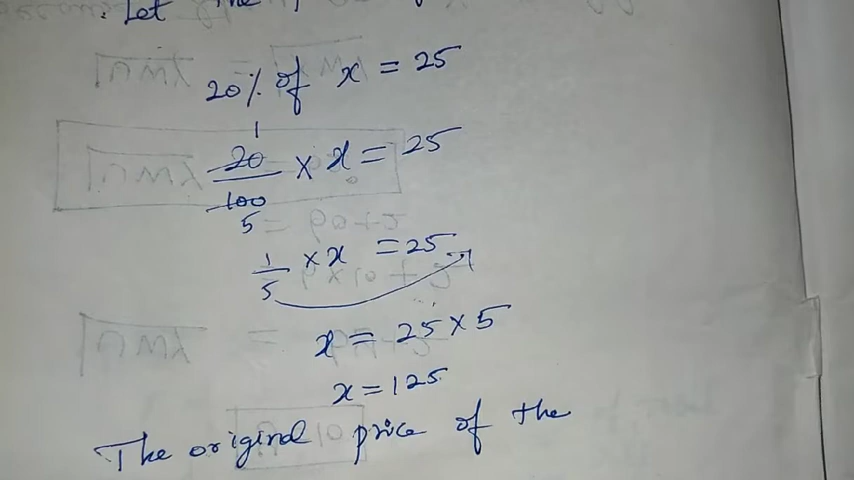 Let the
20% of x = 25
1
20/100 × x = 25
5
1/5 × x = 25
x = 25 × 5
x = 125
The original price of the